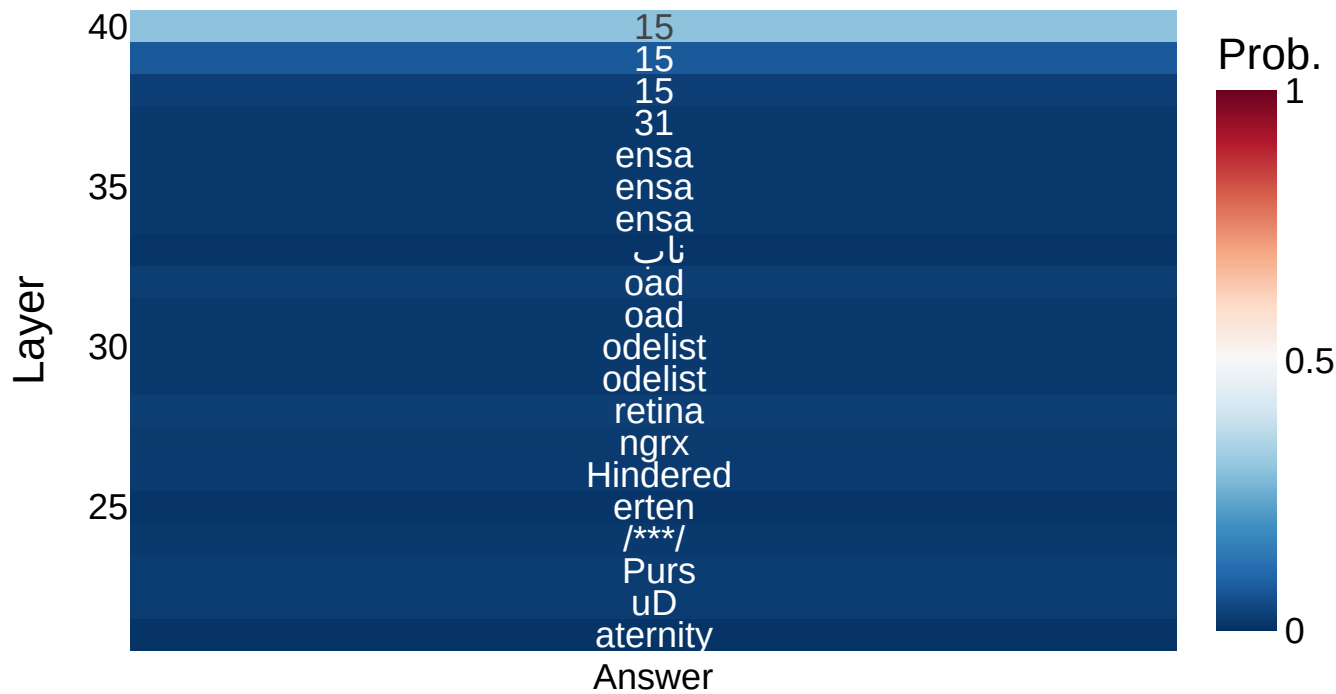 40
15
Prob.
15
15
1
31
ensa
35
ensa
ensa
ناب
oad
Layer
oad
30
odelist
0.5
odelist
retina
ngrx
Hindered
25
erten
/***/
Purs
uD
0
aternity
Answer